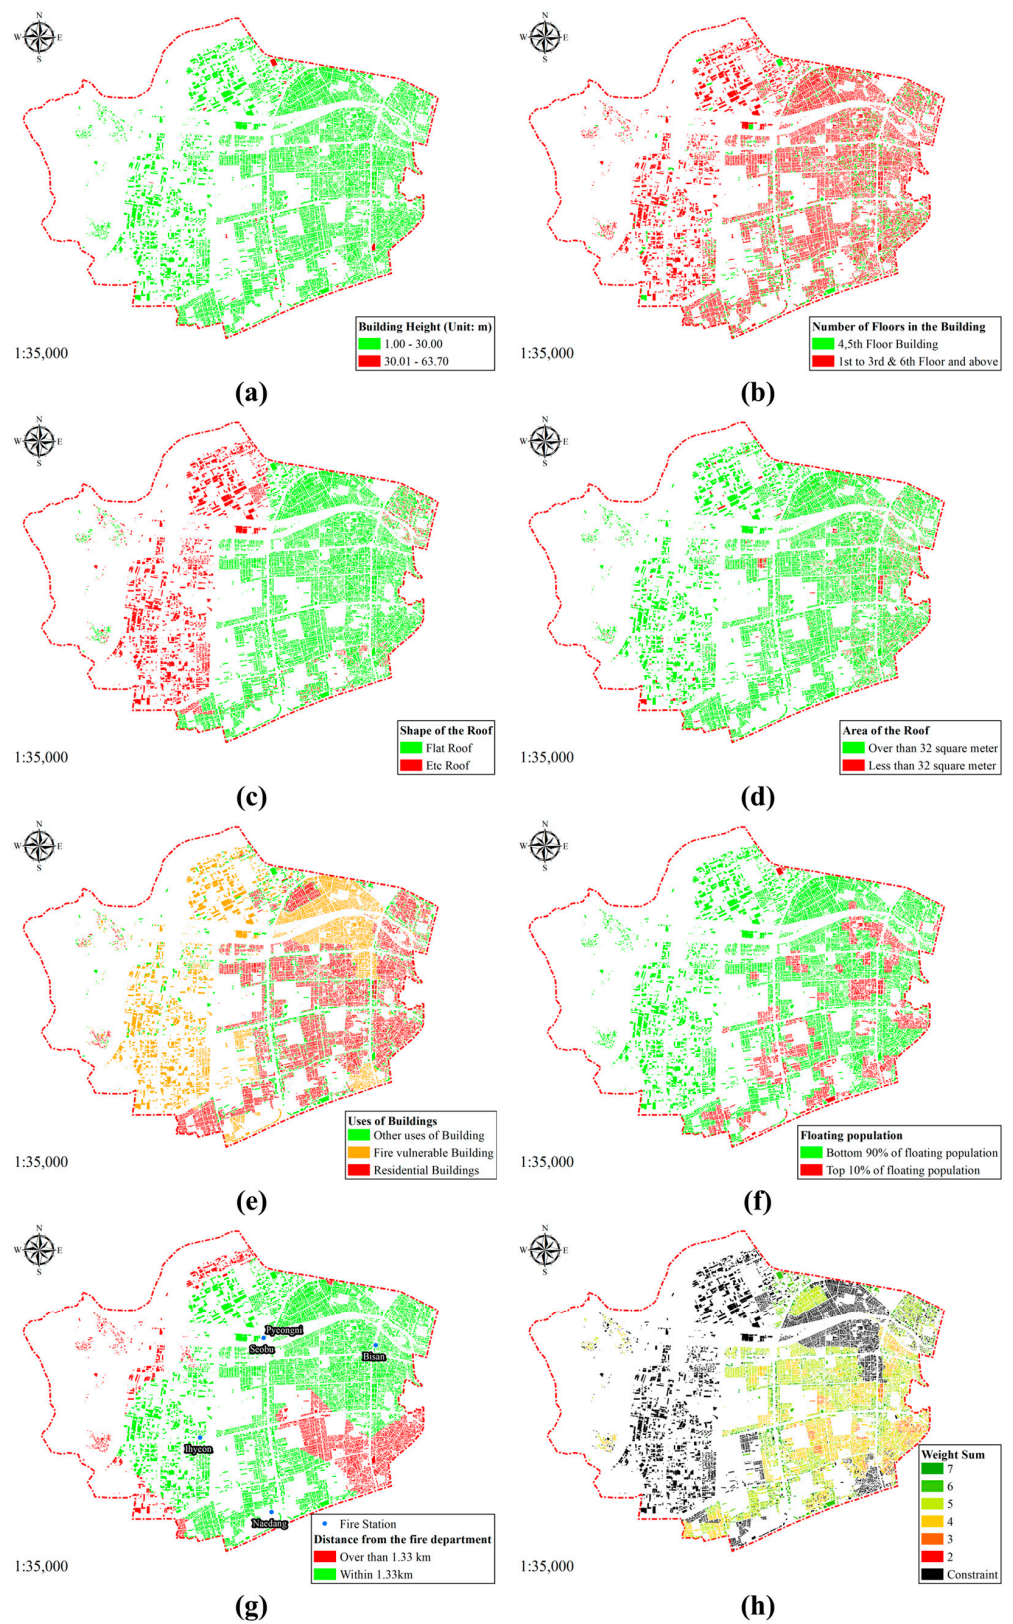 N
W E
S
Building Height (Unit: m)
1.00 - 30.00
30.01 - 63.70
1:35,000
(a)
N
W E
S
Number of Floors in the Building
4,5th Floor Building
1st to 3rd & 6th Floor and above
1:35,000
(b)
N
W E
S
Shape of the Roof
Flat Roof
Etc Roof
1:35,000
(c)
N
W E
S
Area of the Roof
Over than 32 square meter
Less than 32 square meter
1:35,000
(d)
N
W E
S
Uses of Buildings
Other uses of Building
Fire vulnerable Building
Residential Buildings
1:35,000
(e)
N
W E
S
Floating population
Bottom 90% of floating population
Top 10% of floating population
1:35,000
(f)
N
W E
S
Pyeongni
Seobu
Bisan
Ihyeon
Naedang
Fire Station
Distance from the fire department
Over than 1.33 km
Within 1.33km
1:35,000
(g)
N
W E
S
Weight Sum
7
6
5
4
3
2
Constraint
1:35,000
(h)